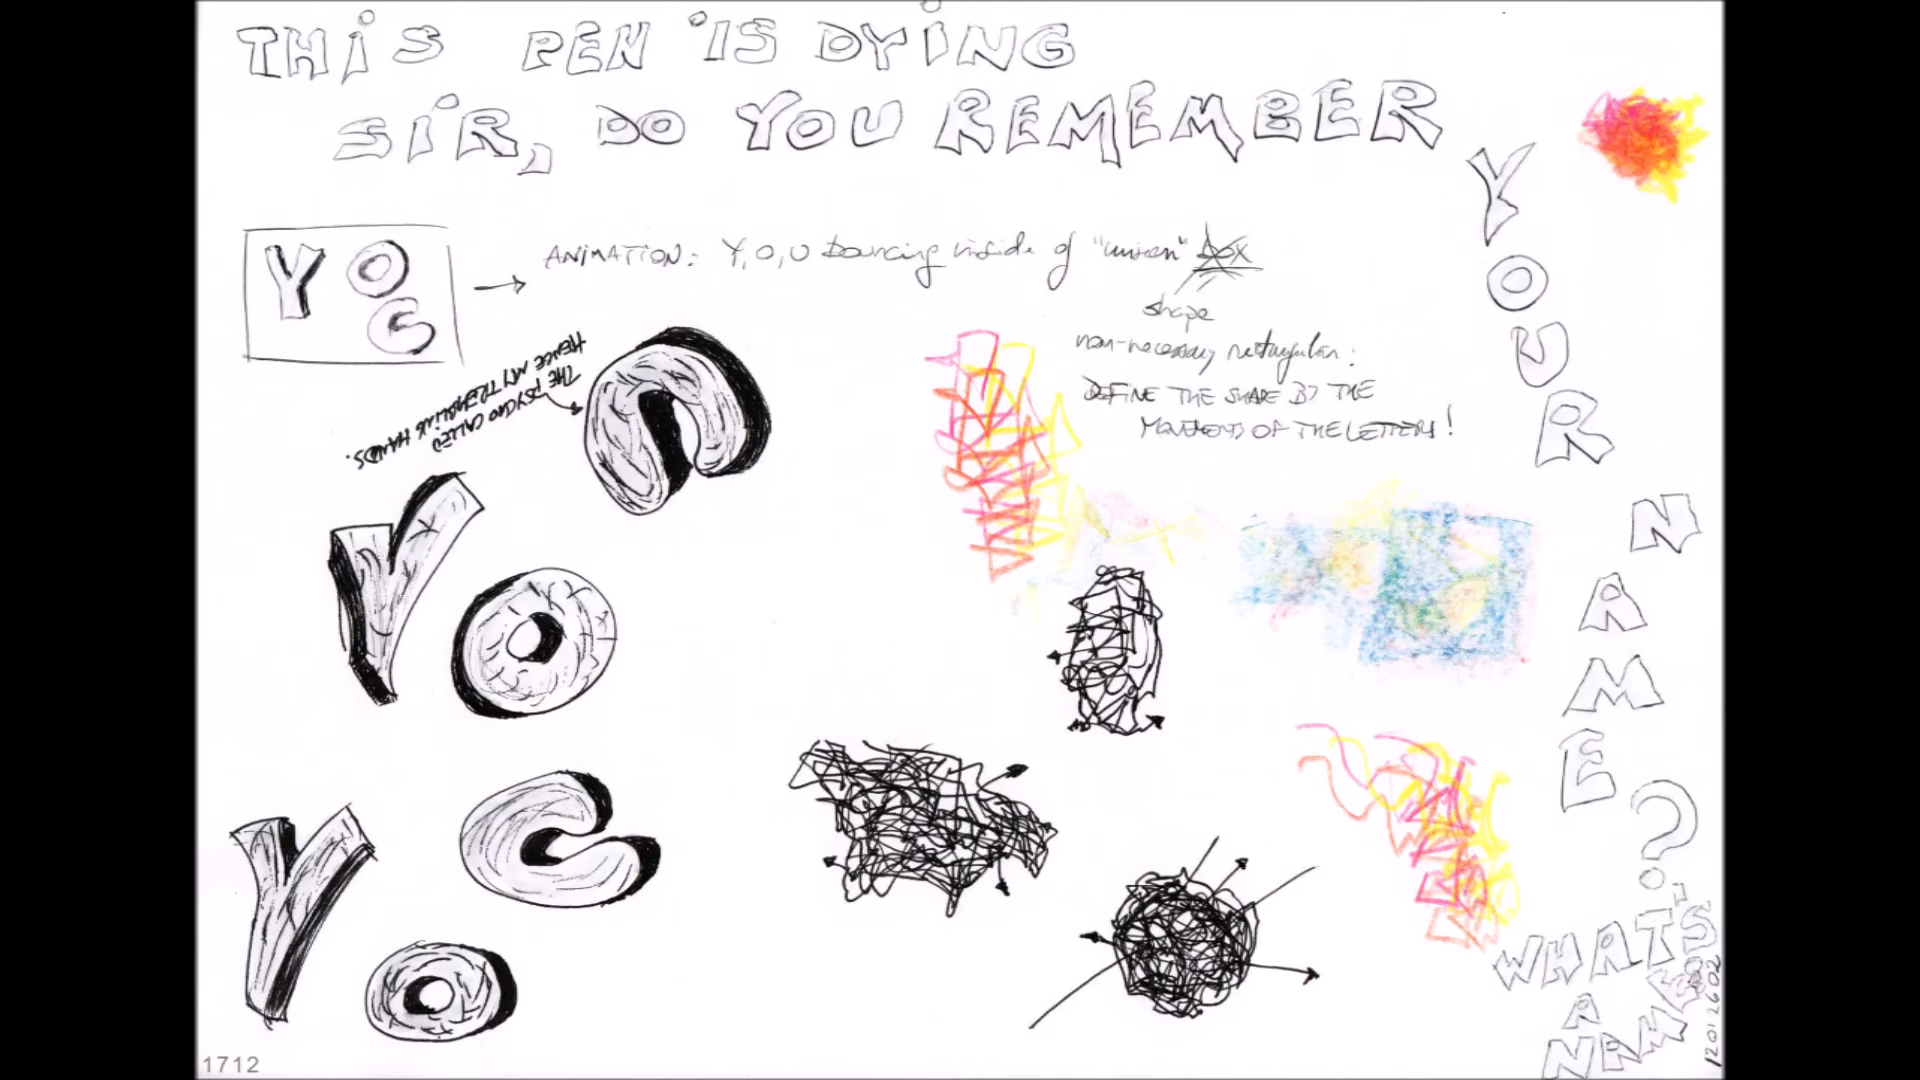 THiS PEN iS DYiNG
SiR, DO YOU REMEMBER
YOUR
NAME?
Y O U
→ ANiMATiON: Y, O, U bouncing inside of "unseen" box
shape
non-necessary rectangular:
DEFINE THE SHAPE BY THE
MOVEMENTS OF THE LETTERS!
THE PSYCHO CALLED
HENCE MY TREMBLING HANDS.
U
Y
O
U
Y
O
WHAT'S
A
NAME?
12012602
1712